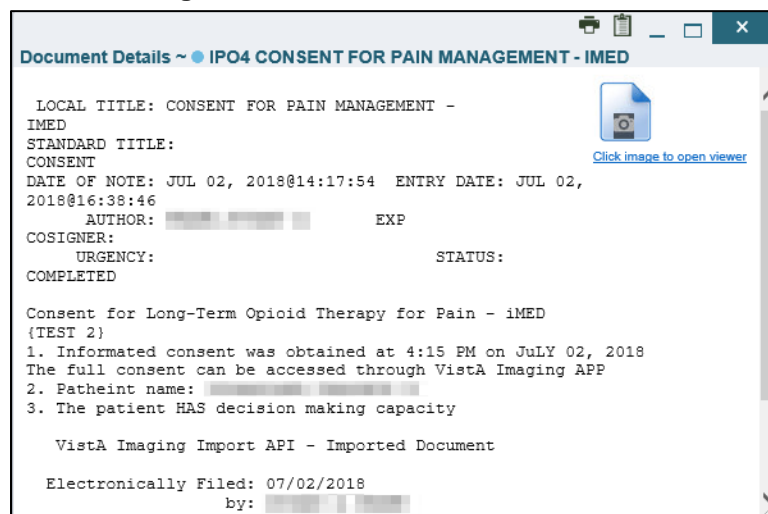 Document Details ~ IPO4 CONSENT FOR PAIN MANAGEMENT - IMED
LOCAL TITLE: CONSENT FOR PAIN MANAGEMENT -
IMED
STANDARD TITLE:
CONSENT
Click image to open viewer
DATE OF NOTE: JUL 02, 2018@14:17:54  ENTRY DATE: JUL 02,
2018@16:38:46
AUTHOR: EXP
COSIGNER:
URGENCY: STATUS:
COMPLETED
Consent for Long-Term Opioid Therapy for Pain - iMED
{TEST 2}
1. Informated consent was obtained at 4:15 PM on JuLY 02, 2018
The full consent can be accessed through VistA Imaging APP
2. Patheint name:
3. The patient HAS decision making capacity
VistA Imaging Import API - Imported Document
Electronically Filed: 07/02/2018
by: